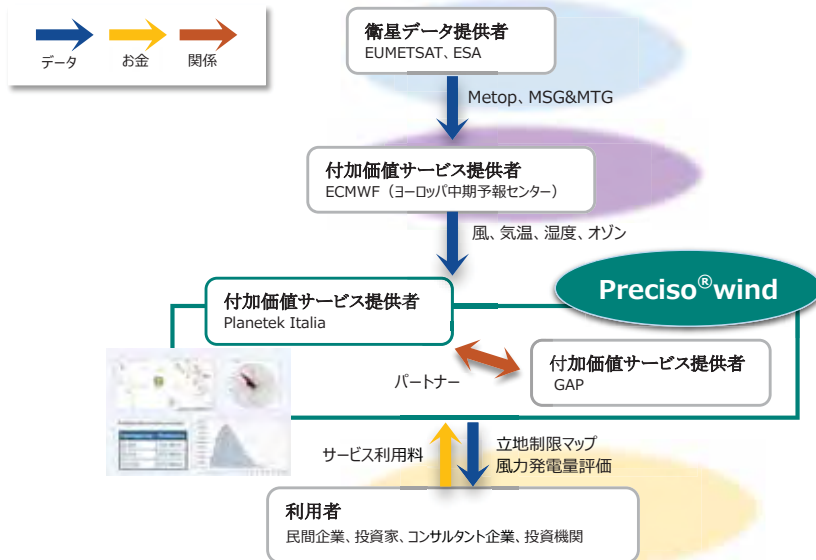 データ
お金
関係
衛星データ提供者
EUMETSAT、ESA
Metop、MSG&MTG
付加価値サービス提供者
ECMWF（ヨーロッパ中期予報センター）
風、気温、湿度、オゾン
Preciso®wind
付加価値サービス提供者
Planetek Italia
パートナー
付加価値サービス提供者
GAP
サービス利用料
立地制限マップ
風力発電量評価
利用者
民間企業、投資家、コンサルタント企業、投資機関